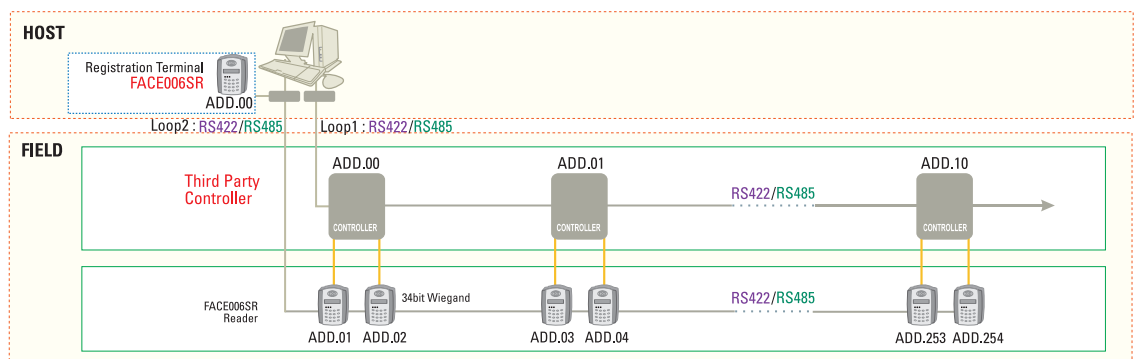 HOST
Registration Terminal
FACE006SR
ADD.00
Loop2 : RS422/RS485
Loop1 : RS422/RS485
FIELD
ADD.00
ADD.01
ADD.10
Third Party
Controller
RS422/RS485
CONTROLLER
CONTROLLER
CONTROLLER
FACE006SR
Reader
34bit Wiegand
RS422/RS485
ADD.01
ADD.02
ADD.03
ADD.04
ADD.253
ADD.254